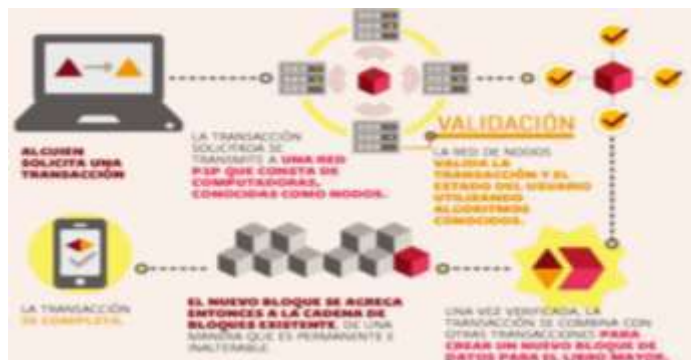 ALGUIEN
SOLICITA UNA
TRANSACCIÓN
LA TRANSACCIÓN
SOLICITADA SE
TRANSMITE A UNA RED
P2P QUE CONSTA DE
COMPUTADORAS,
CONOCIDAS COMO NODOS.
VALIDACIÓN
LA RED DE NODOS
VALIDA LA
TRANSACCIÓN Y EL
ESTADO DEL USUARIO
UTILIZANDO
ALGORITMOS
CONOCIDOS.
UNA VEZ VERIFICADA, LA
TRANSACCIÓN SE COMBINA CON
OTRAS TRANSACCIONES PARA
CREAR UN NUEVO BLOQUE DE
DATOS PARA EL LIBRO MAYOR.
EL NUEVO BLOQUE SE AGREGA
ENTONCES A LA CADENA DE
BLOQUES EXISTENTE, DE UNA
MANERA QUE ES PERMANENTE E
INALTERABLE.
LA TRANSACCIÓN
SE COMPLETA.